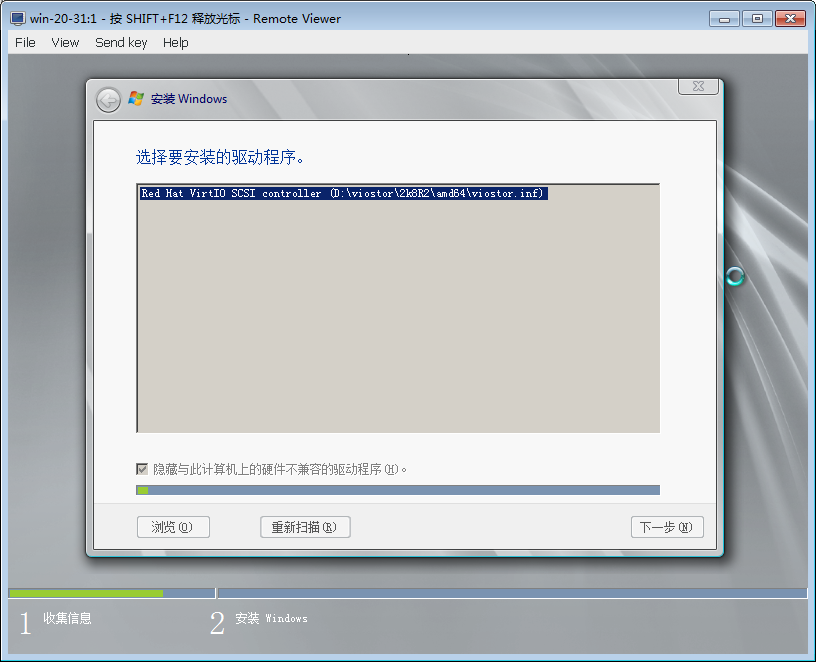 win-20-31:1 - 按 SHIFT+F12 释放光标 - Remote Viewer
File View Send key Help
安装 Windows
选择要安装的驱动程序。
Red Hat VirtIO SCSI controller (D:\viostor\2k8R2\amd64\viostor.inf)
隐藏与此计算机上的硬件不兼容的驱动程序(H)。
浏览(O) 重新扫描(R) 下一步(N)
1 收集信息 2 安装 Windows